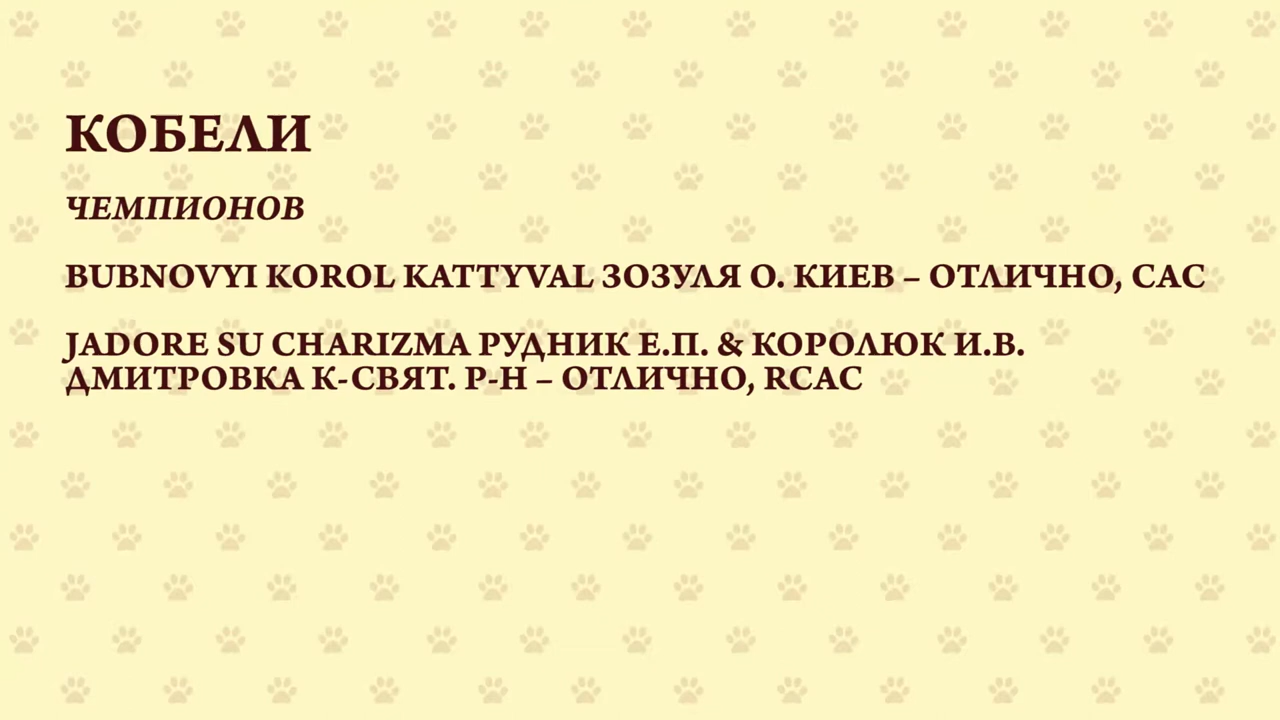 КОБЕЛИ
ЧЕМПИОНОВ
BUBNOVYI KOROL KATTYVAL ЗОЗУЛЯ О. КИЕВ – ОТЛИЧНО, CAC
JADORE SU CHARIZMA РУДНИК Е.П. & КОРОЛЮК И.В.
ДМИТРОВКА К-СВЯТ. Р-Н – ОТЛИЧНО, RCAC